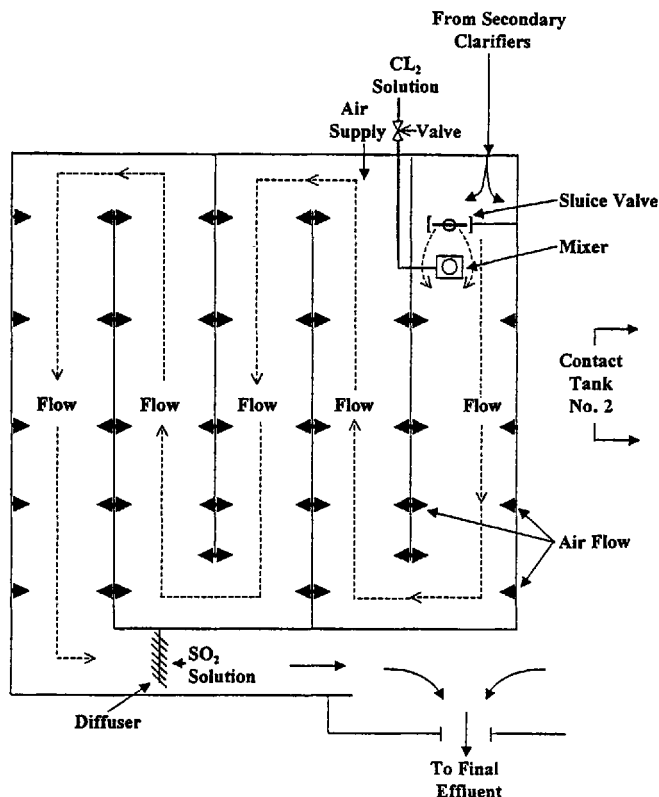 From Secondary
Clarifiers
CL₂
Solution
Air
Supply
Valve
Sluice Valve
Mixer
Contact
Tank
No. 2
Flow
Flow
Flow
Flow
Flow
Air Flow
SO₂
Solution
Diffuser
To Final
Effluent